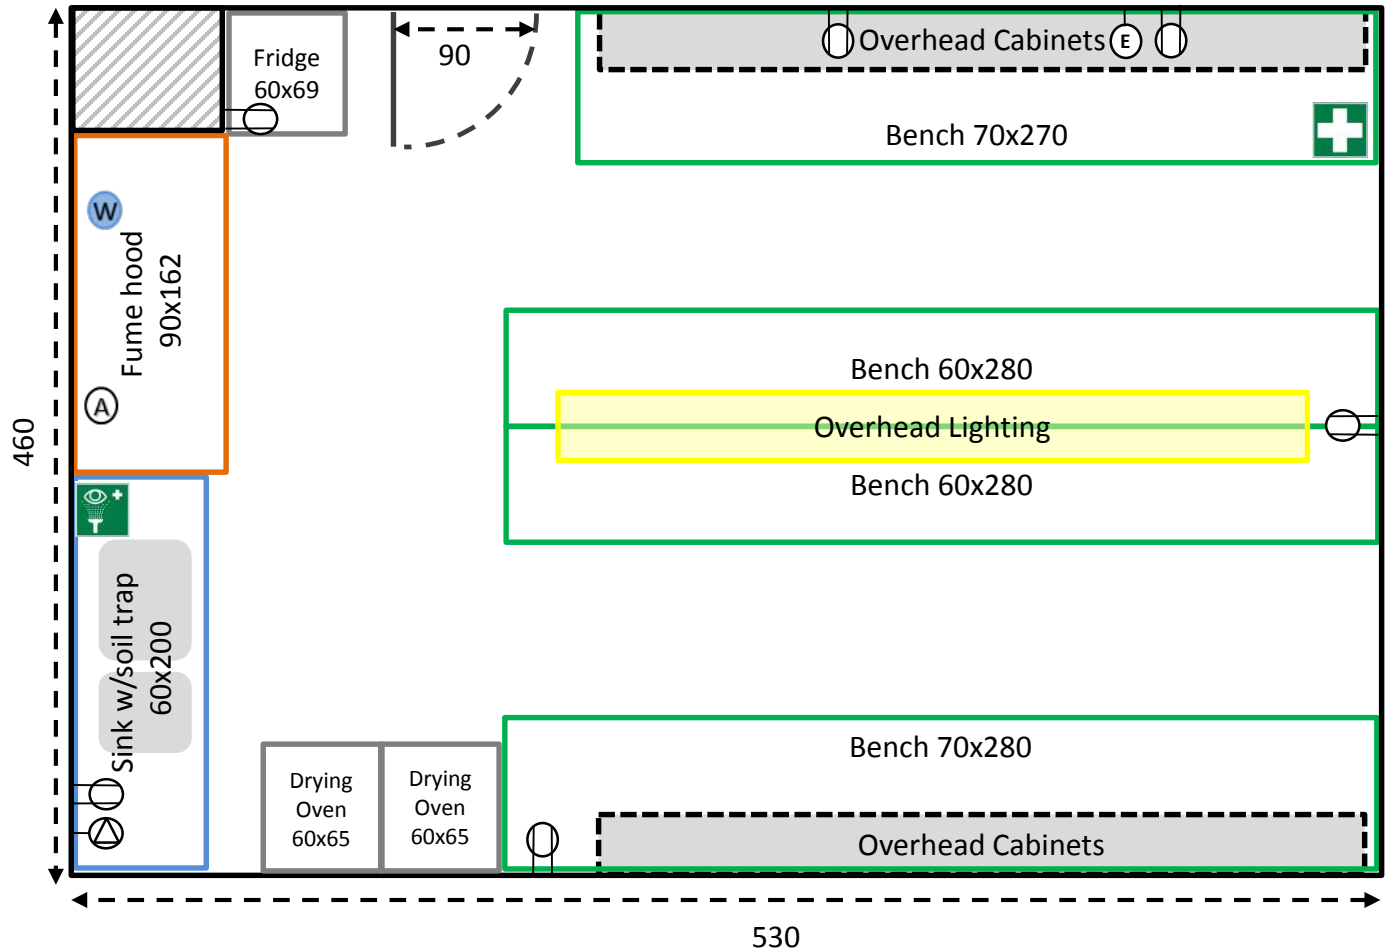 Fridge
60x69
90
Overhead Cabinets
E
Bench 70x270
W
Fume hood
90x162
A
Bench 60x280
Overhead Lighting
Bench 60x280
460
Sink w/soil trap
60x200
Drying
Oven
60x65
Drying
Oven
60x65
Bench 70x280
Overhead Cabinets
530